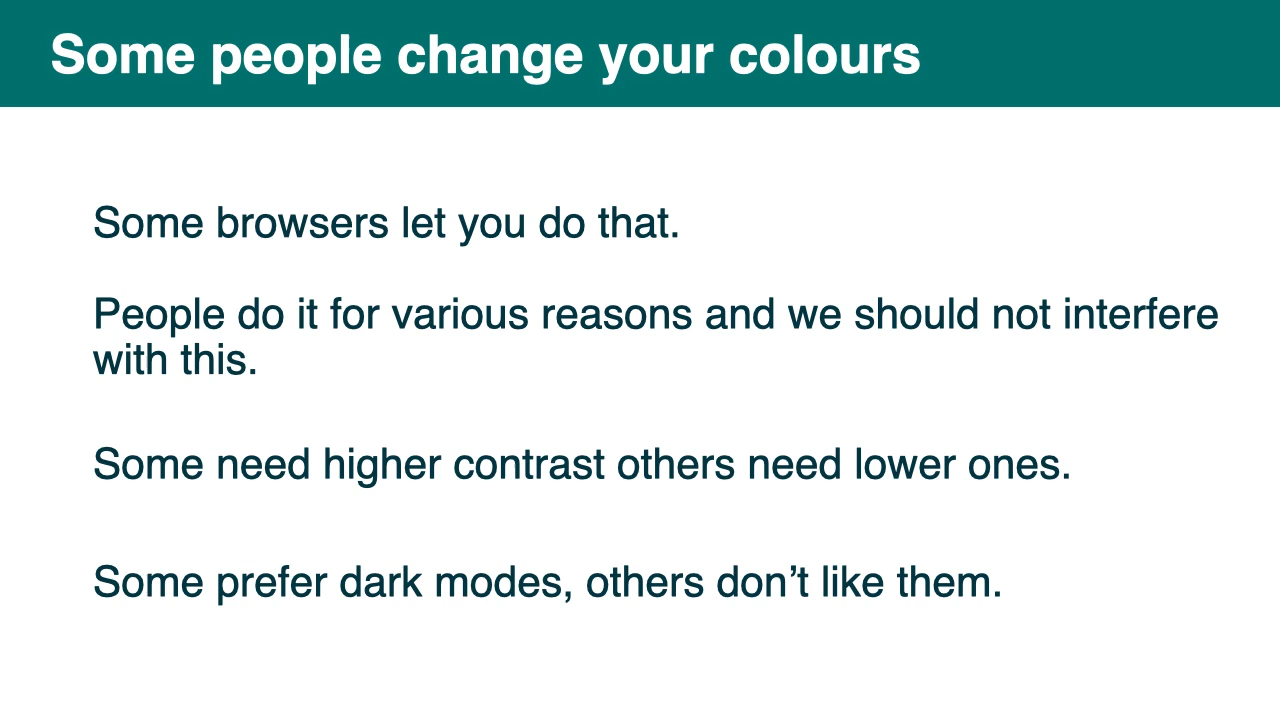 Some people change your colours
Some browsers let you do that.
People do it for various reasons and we should not interfere
with this.
Some need higher contrast others need lower ones.
Some prefer dark modes, others don’t like them.